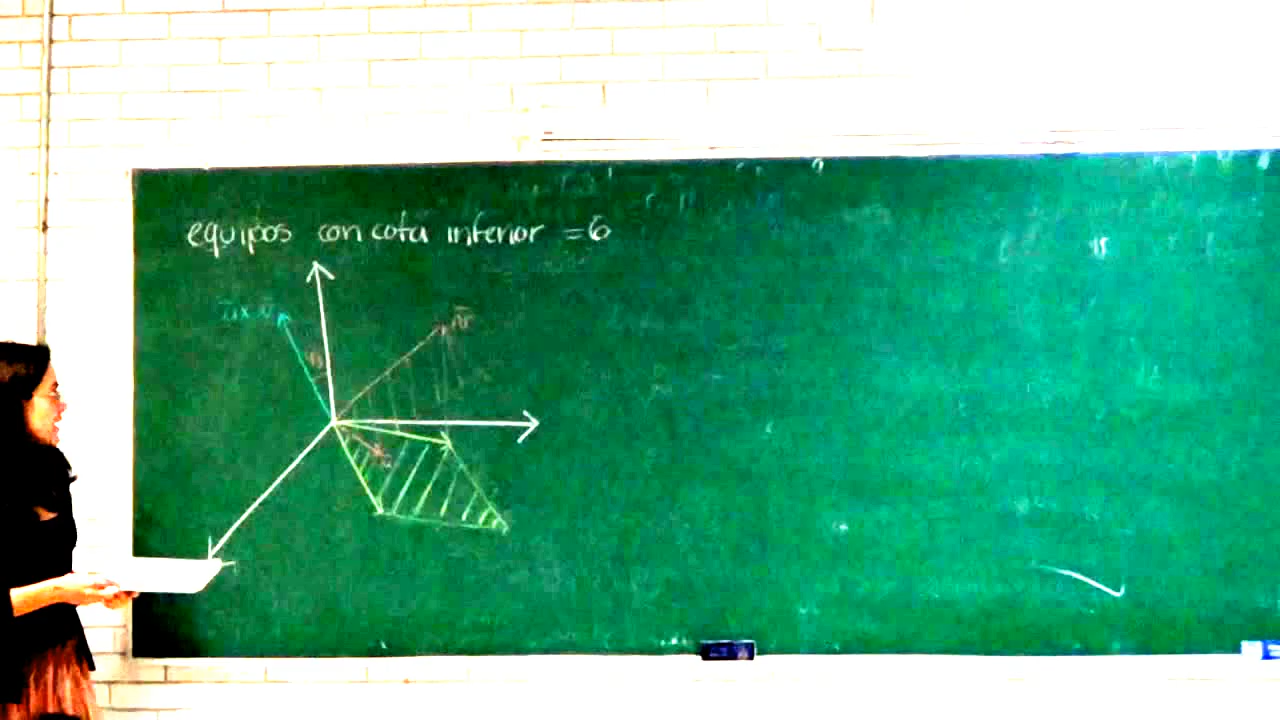 equipos con cota inferior = 6